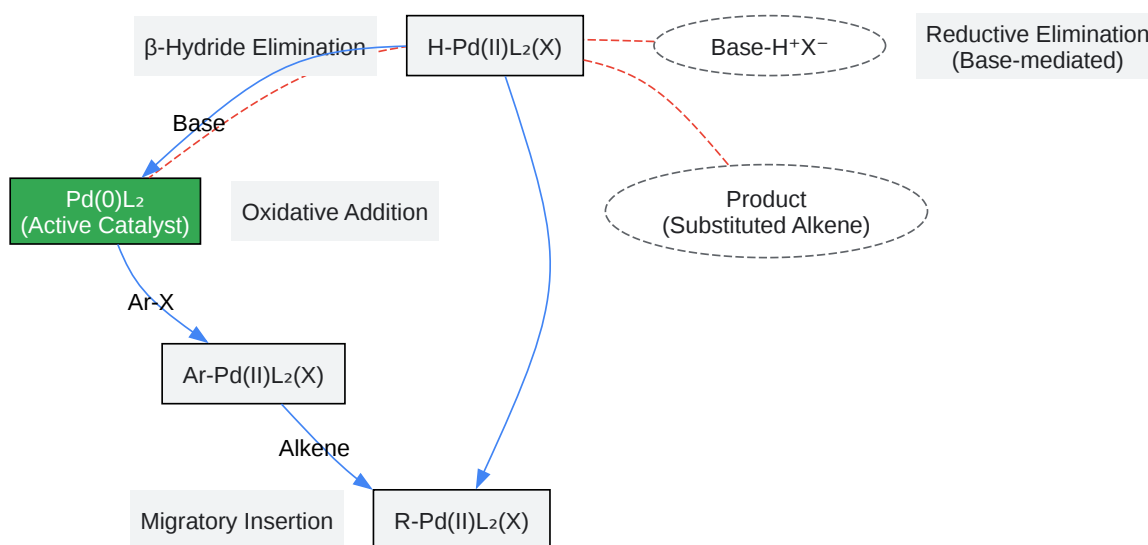 β-Hydride Elimination
H-Pd(II)L₂(X)
Base-H⁺X⁻
Reductive Elimination
(Base-mediated)
Base
Pd(0)L₂
(Active Catalyst)
Oxidative Addition
Product
(Substituted Alkene)
Ar-X
Ar-Pd(II)L₂(X)
Alkene
Migratory Insertion
R-Pd(II)L₂(X)